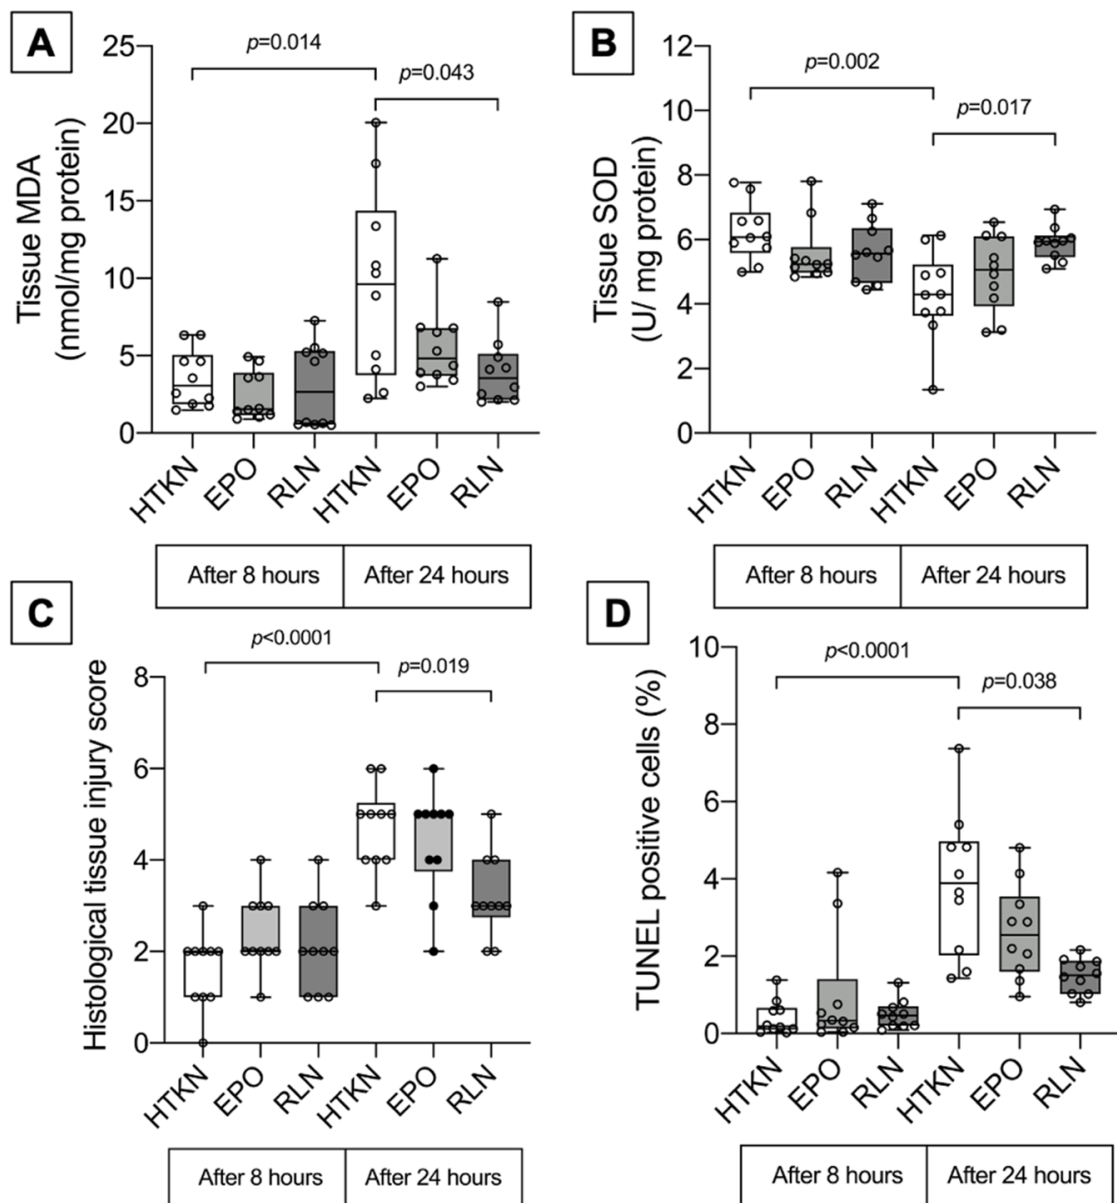 A
Tissue MDA
(nmol/mg protein)
25
20
15
10
5
0
p=0.014
p=0.043
HTKN
EPO
RLN
HTKN
EPO
RLN
After 8 hours
After 24 hours
B
Tissue SOD
(U/ mg protein)
12
10
8
6
4
2
0
p=0.002
p=0.017
HTKN
EPO
RLN
HTKN
EPO
RLN
After 8 hours
After 24 hours
C
Histological tissue injury score
8
6
4
2
0
p<0.0001
p=0.019
HTKN
EPO
RLN
HTKN
EPO
RLN
After 8 hours
After 24 hours
D
TUNEL positive cells (%)
10
8
6
4
2
0
p<0.0001
p=0.038
HTKN
EPO
RLN
HTKN
EPO
RLN
After 8 hours
After 24 hours